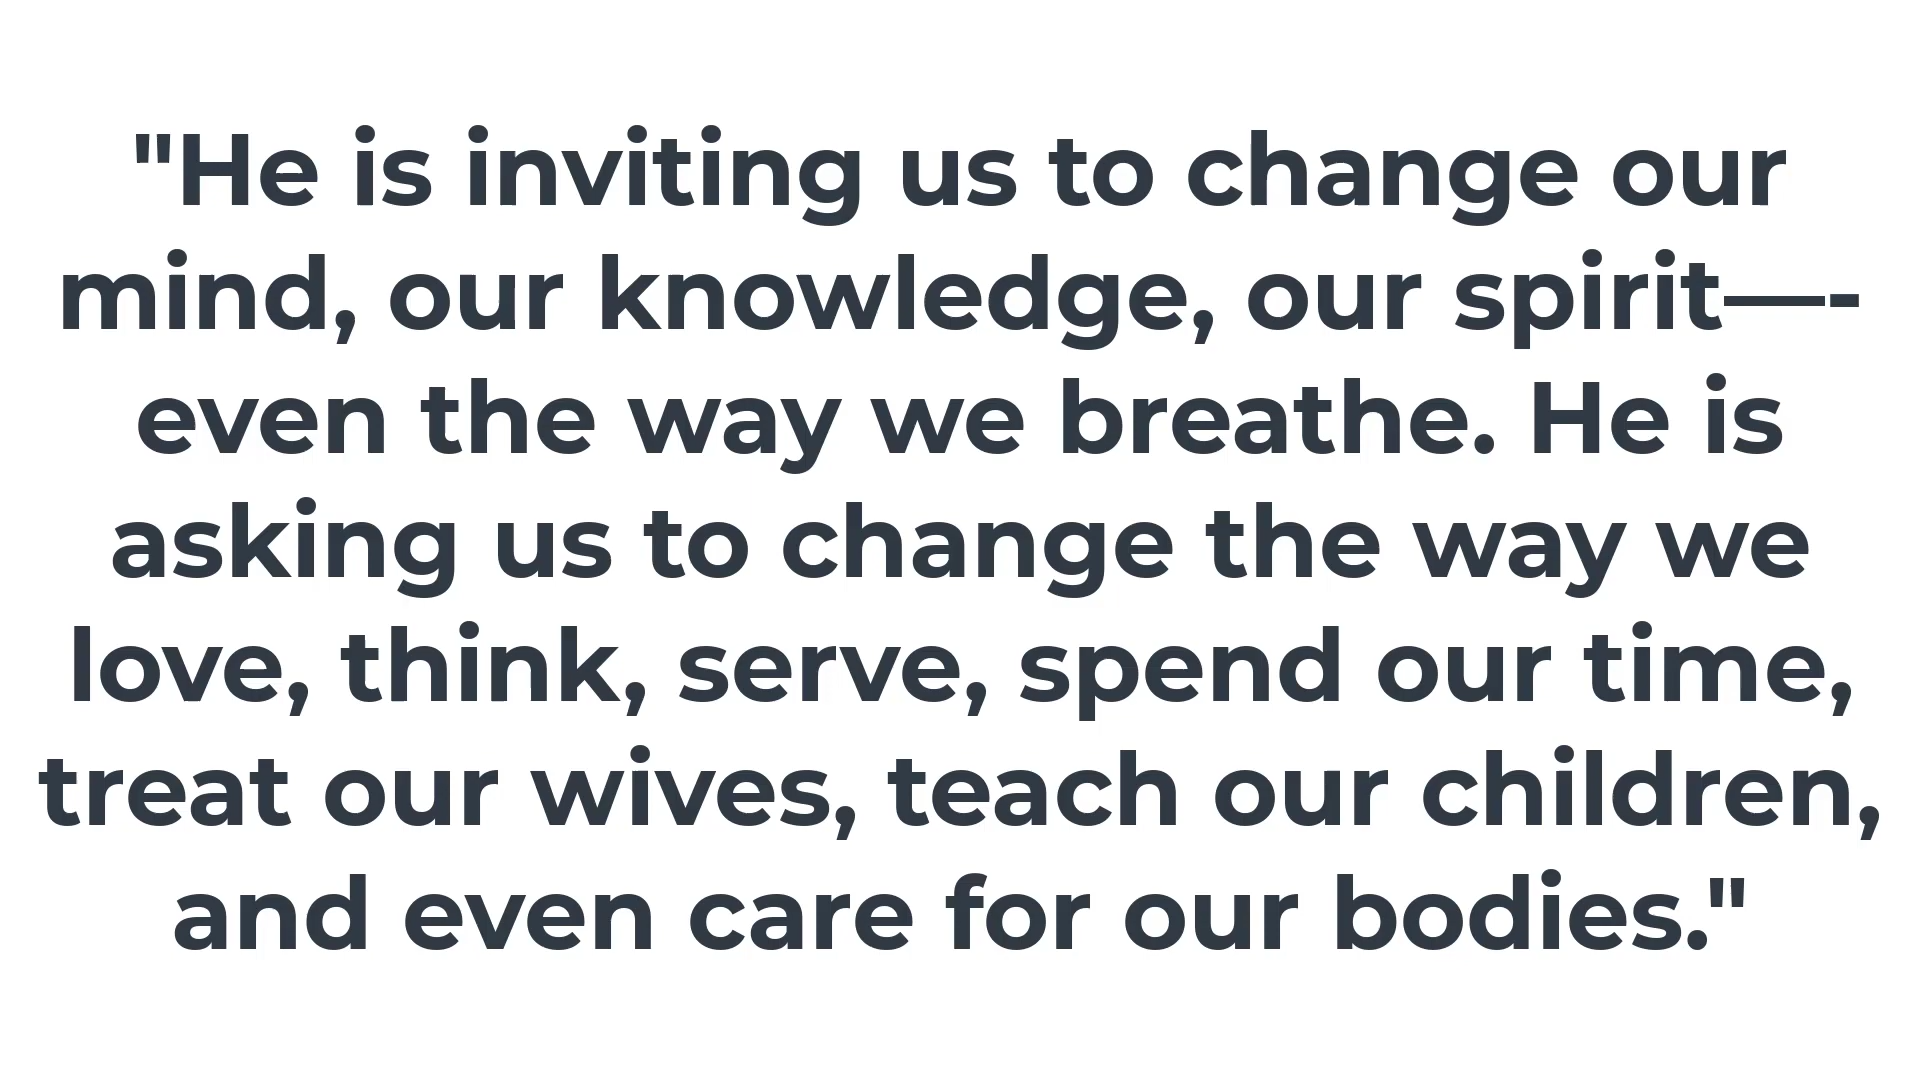 "He is inviting us to change our
mind, our knowledge, our spirit—-
even the way we breathe. He is
asking us to change the way we
love, think, serve, spend our time,
treat our wives, teach our children,
and even care for our bodies."